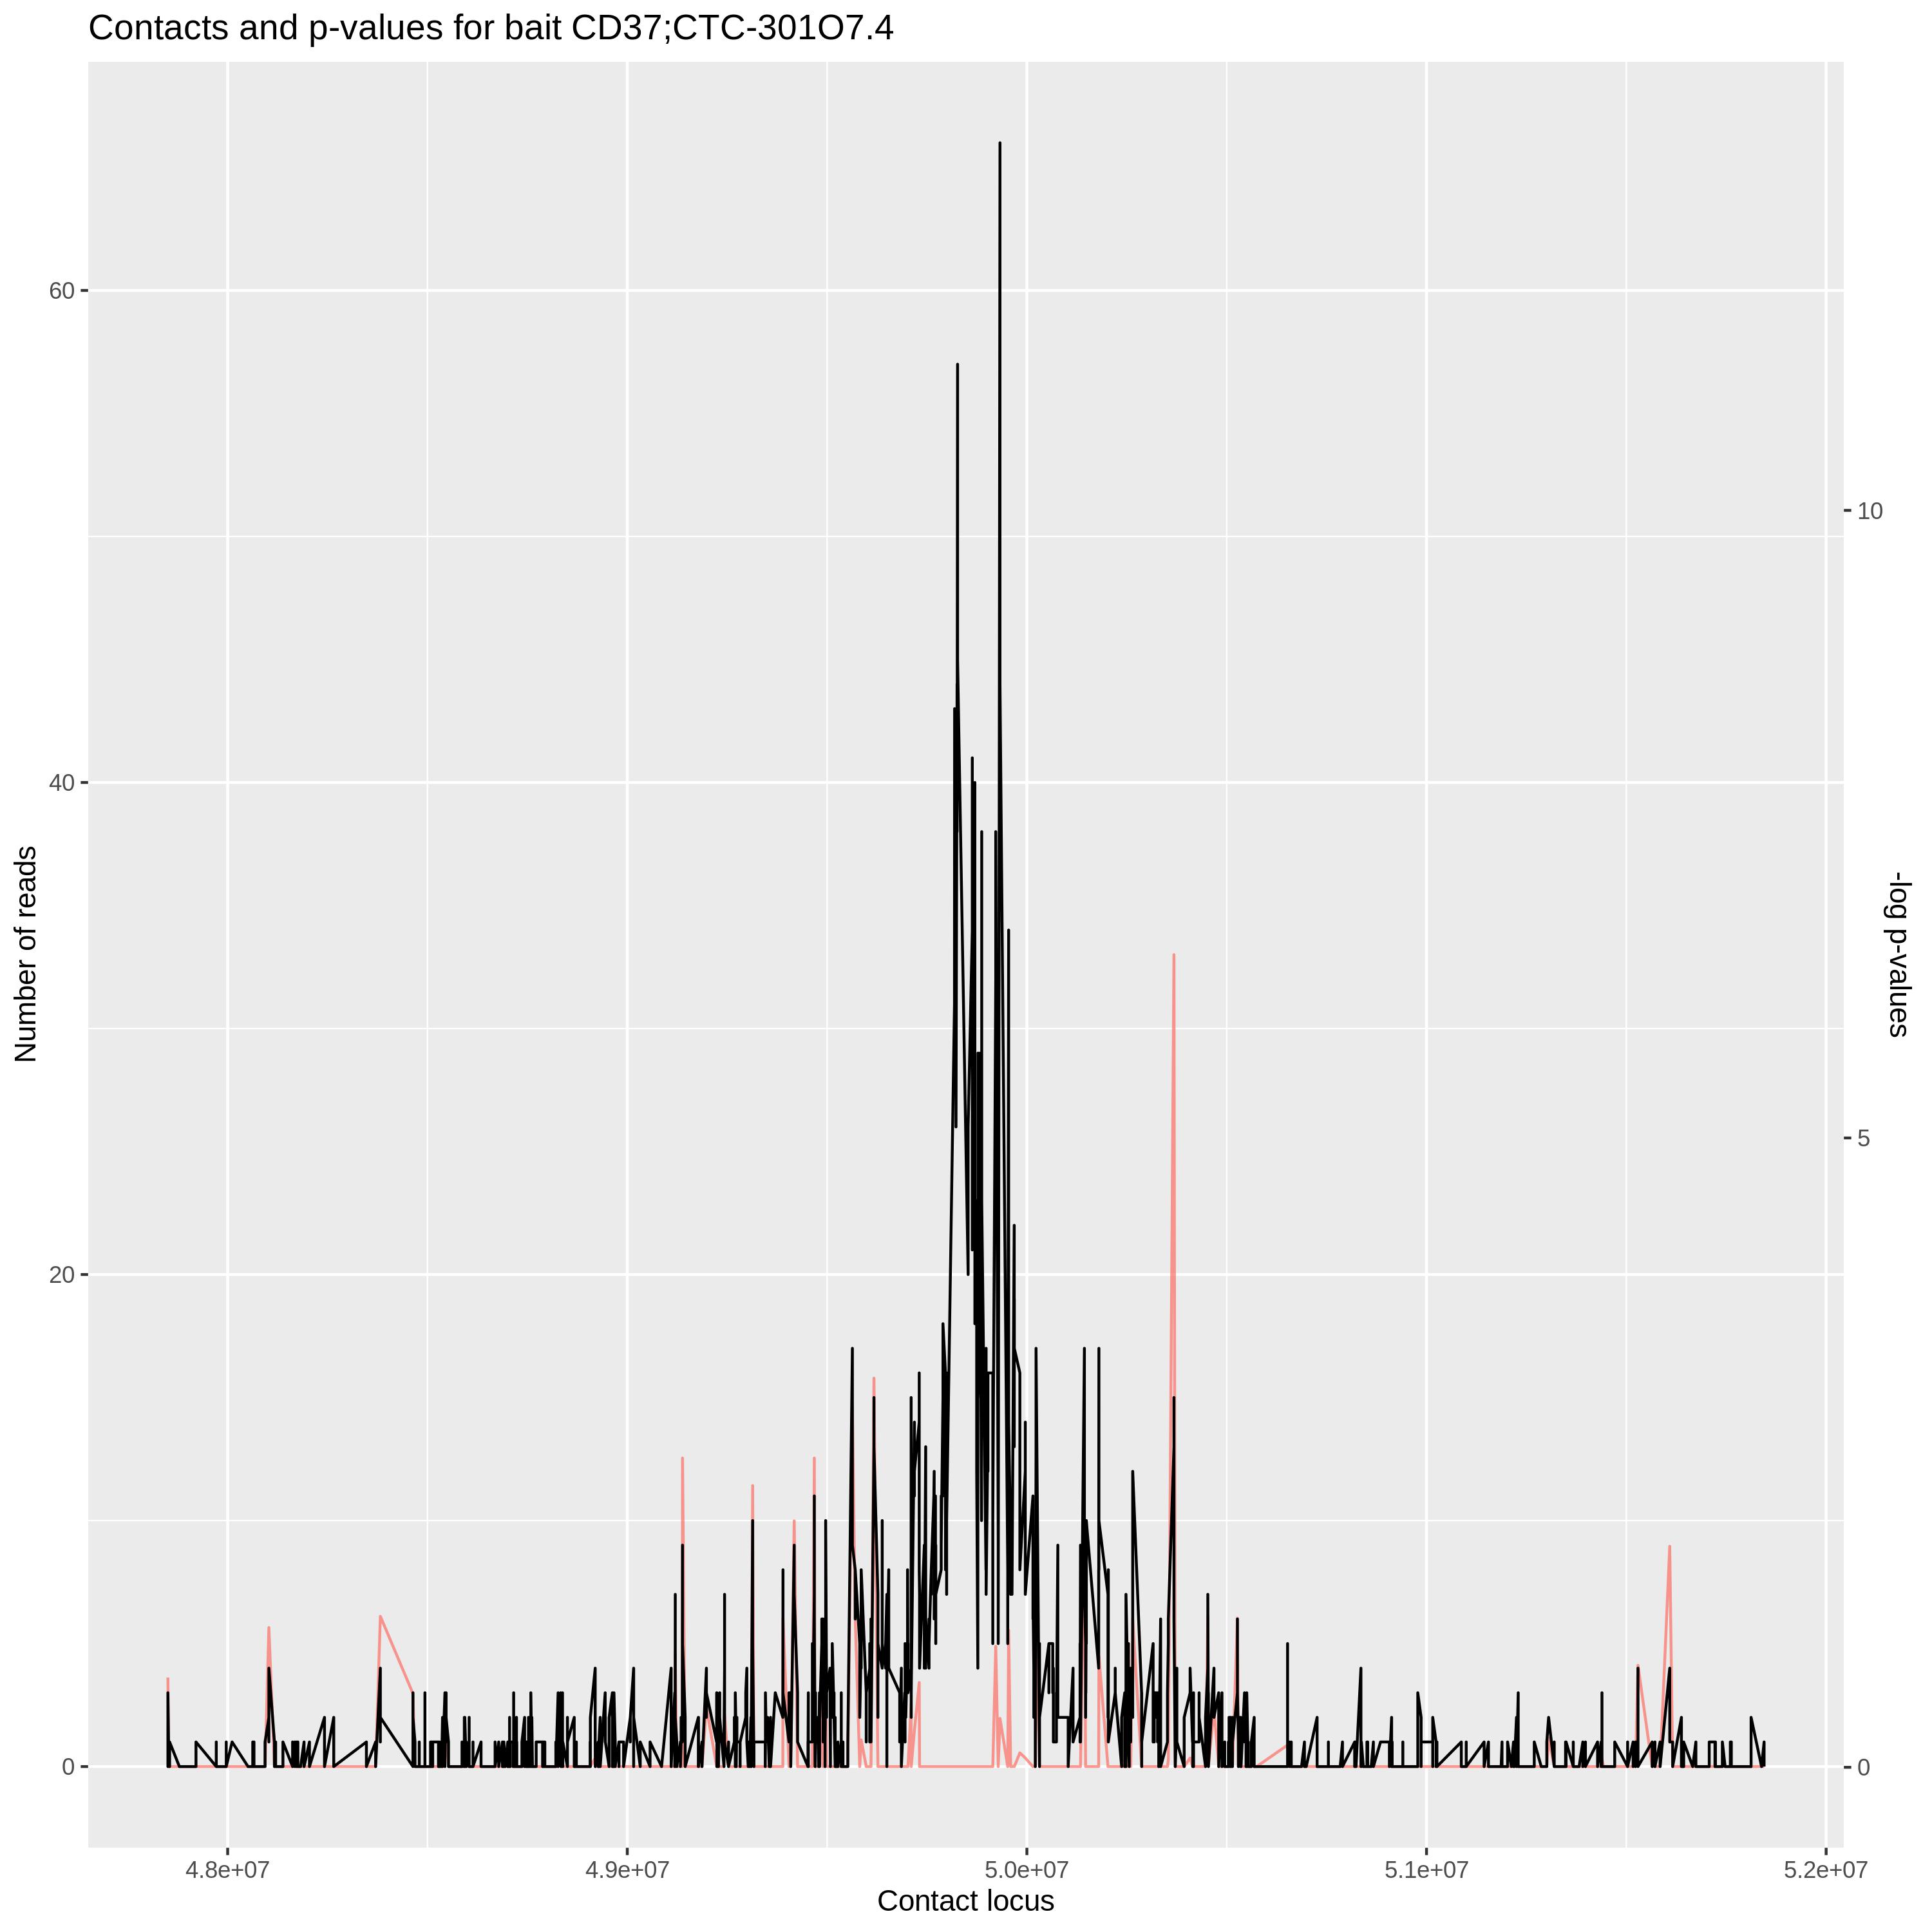 Contacts and p-values for bait CD37;CTC-301O7.4
60
40
20
0
Number of reads
10
5
0
-log p-values
4.8e+07 4.9e+07 5.0e+07 5.1e+07 5.2e+07
Contact locus